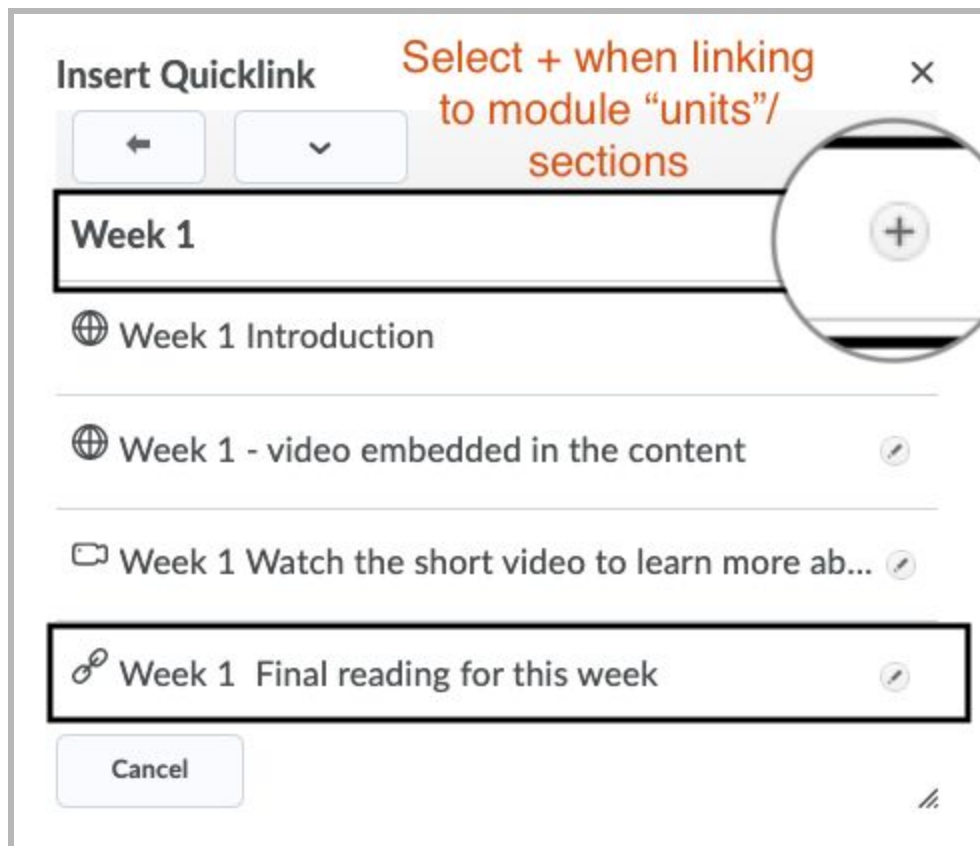 Insert Quicklink
Select + when linking
to module “units”/
sections
Week 1
Week 1 Introduction
Week 1 - video embedded in the content
Week 1 Watch the short video to learn more ab...
Week 1  Final reading for this week
Cancel